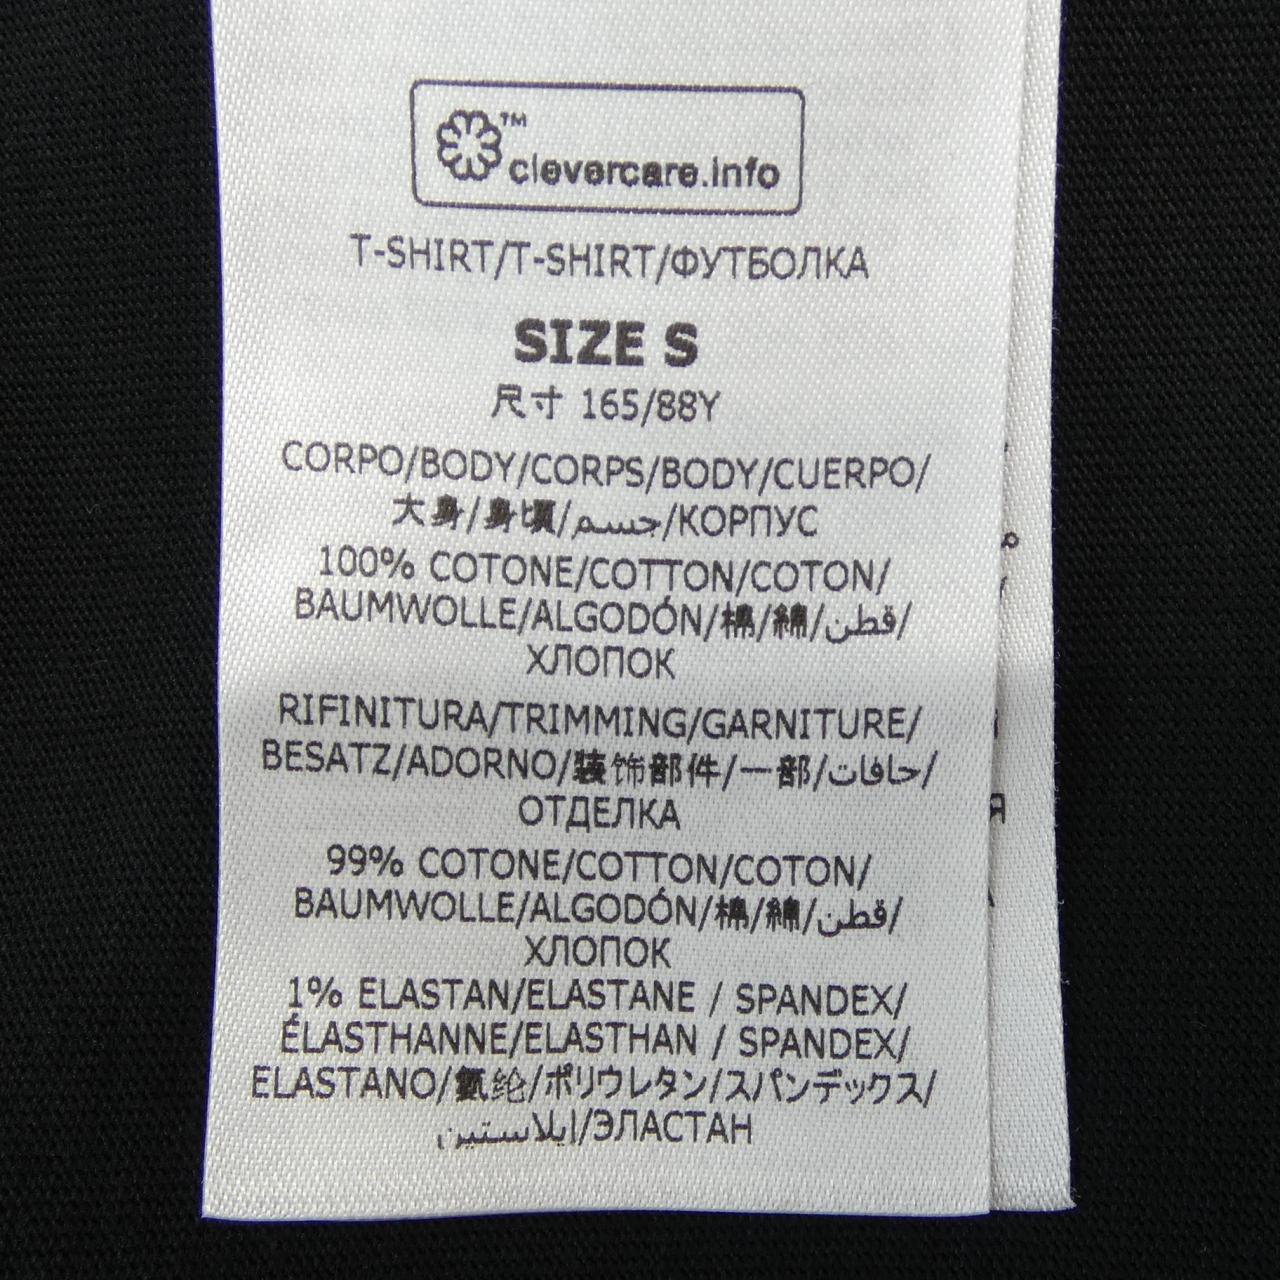 ™
clevercare.info
T-SHIRT/T-SHIRT/ФУТБОЛКА
SIZE S
尺寸 165/88Y
CORPO/BODY/CORPS/BODY/CUERPO/
大身/身頃/جسم/КОРПУС
100% COTONE/COTTON/COTON/
BAUMWOLLE/ALGODÓN/棉/綿/قطن/
ХЛОПОК
RIFINITURA/TRIMMING/GARNITURE/
BESATZ/ADORNO/装饰部件/一部/حافات/
ОТДЕЛКА
99% COTONE/COTTON/COTON/
BAUMWOLLE/ALGODÓN/棉/綿/قطن/
ХЛОПОК
1% ELASTAN/ELASTANE / SPANDEX/
ÉLASTHANNE/ELASTHAN / SPANDEX/
ELASTANO/氨纶/ポリウレタン/スパンデックス/
إيلاستين/ЭЛАСТАН